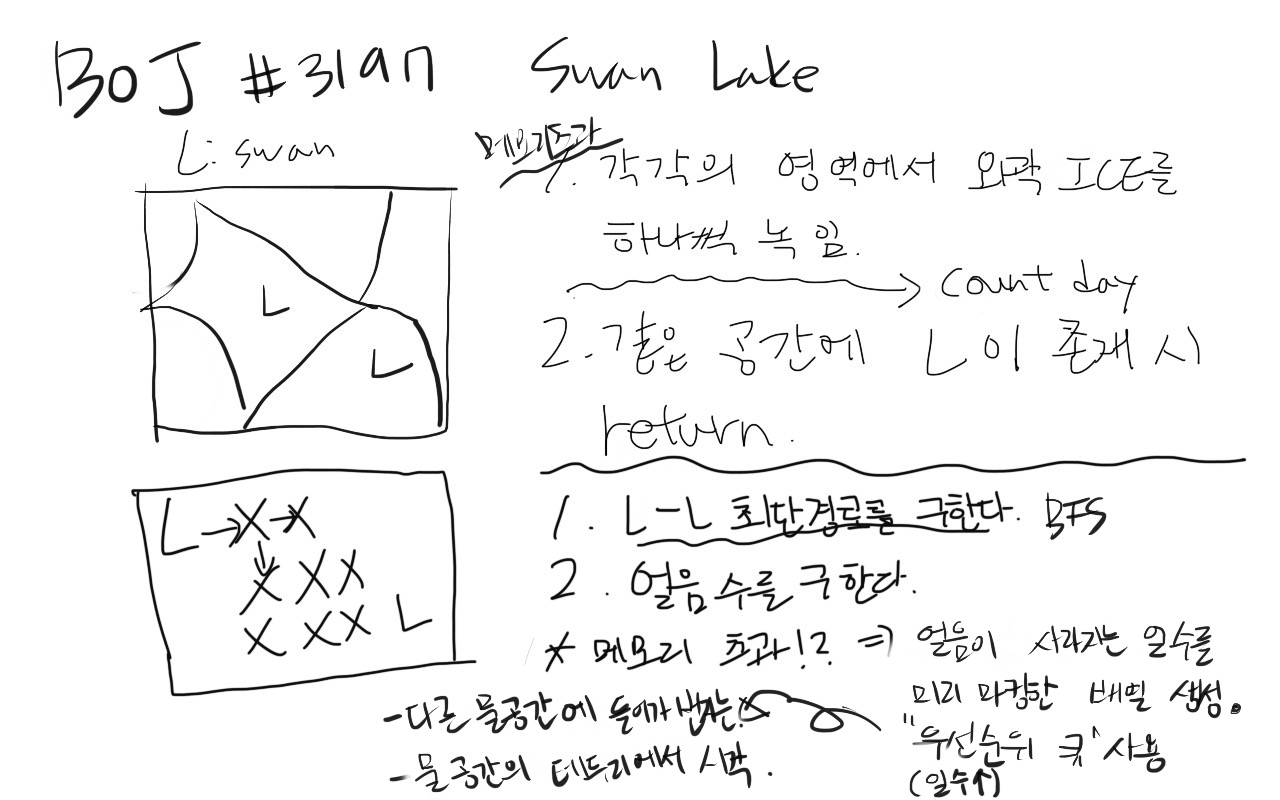 BOJ #3197 Swan Lake
L: swan
메모리초과
1. 각각의 영역에서 외곽 ICE를
하나씩 녹임.
count day
2. 같은 공간에 L이 존재 시
return.
L
L
1. L-L 최단경로를 구한다. BFS
2. 얼음 수를 구한다.
L X X
X X X
X X X L
* 메모리 초과!? ⇒ 얼음이 사라지는 일수를
미리 마킹한 배열 생성.
"우선순위 큐" 사용
(일수↑)
- 다른 물공간에 들어가
- 물공간의 테두리에서 시작.